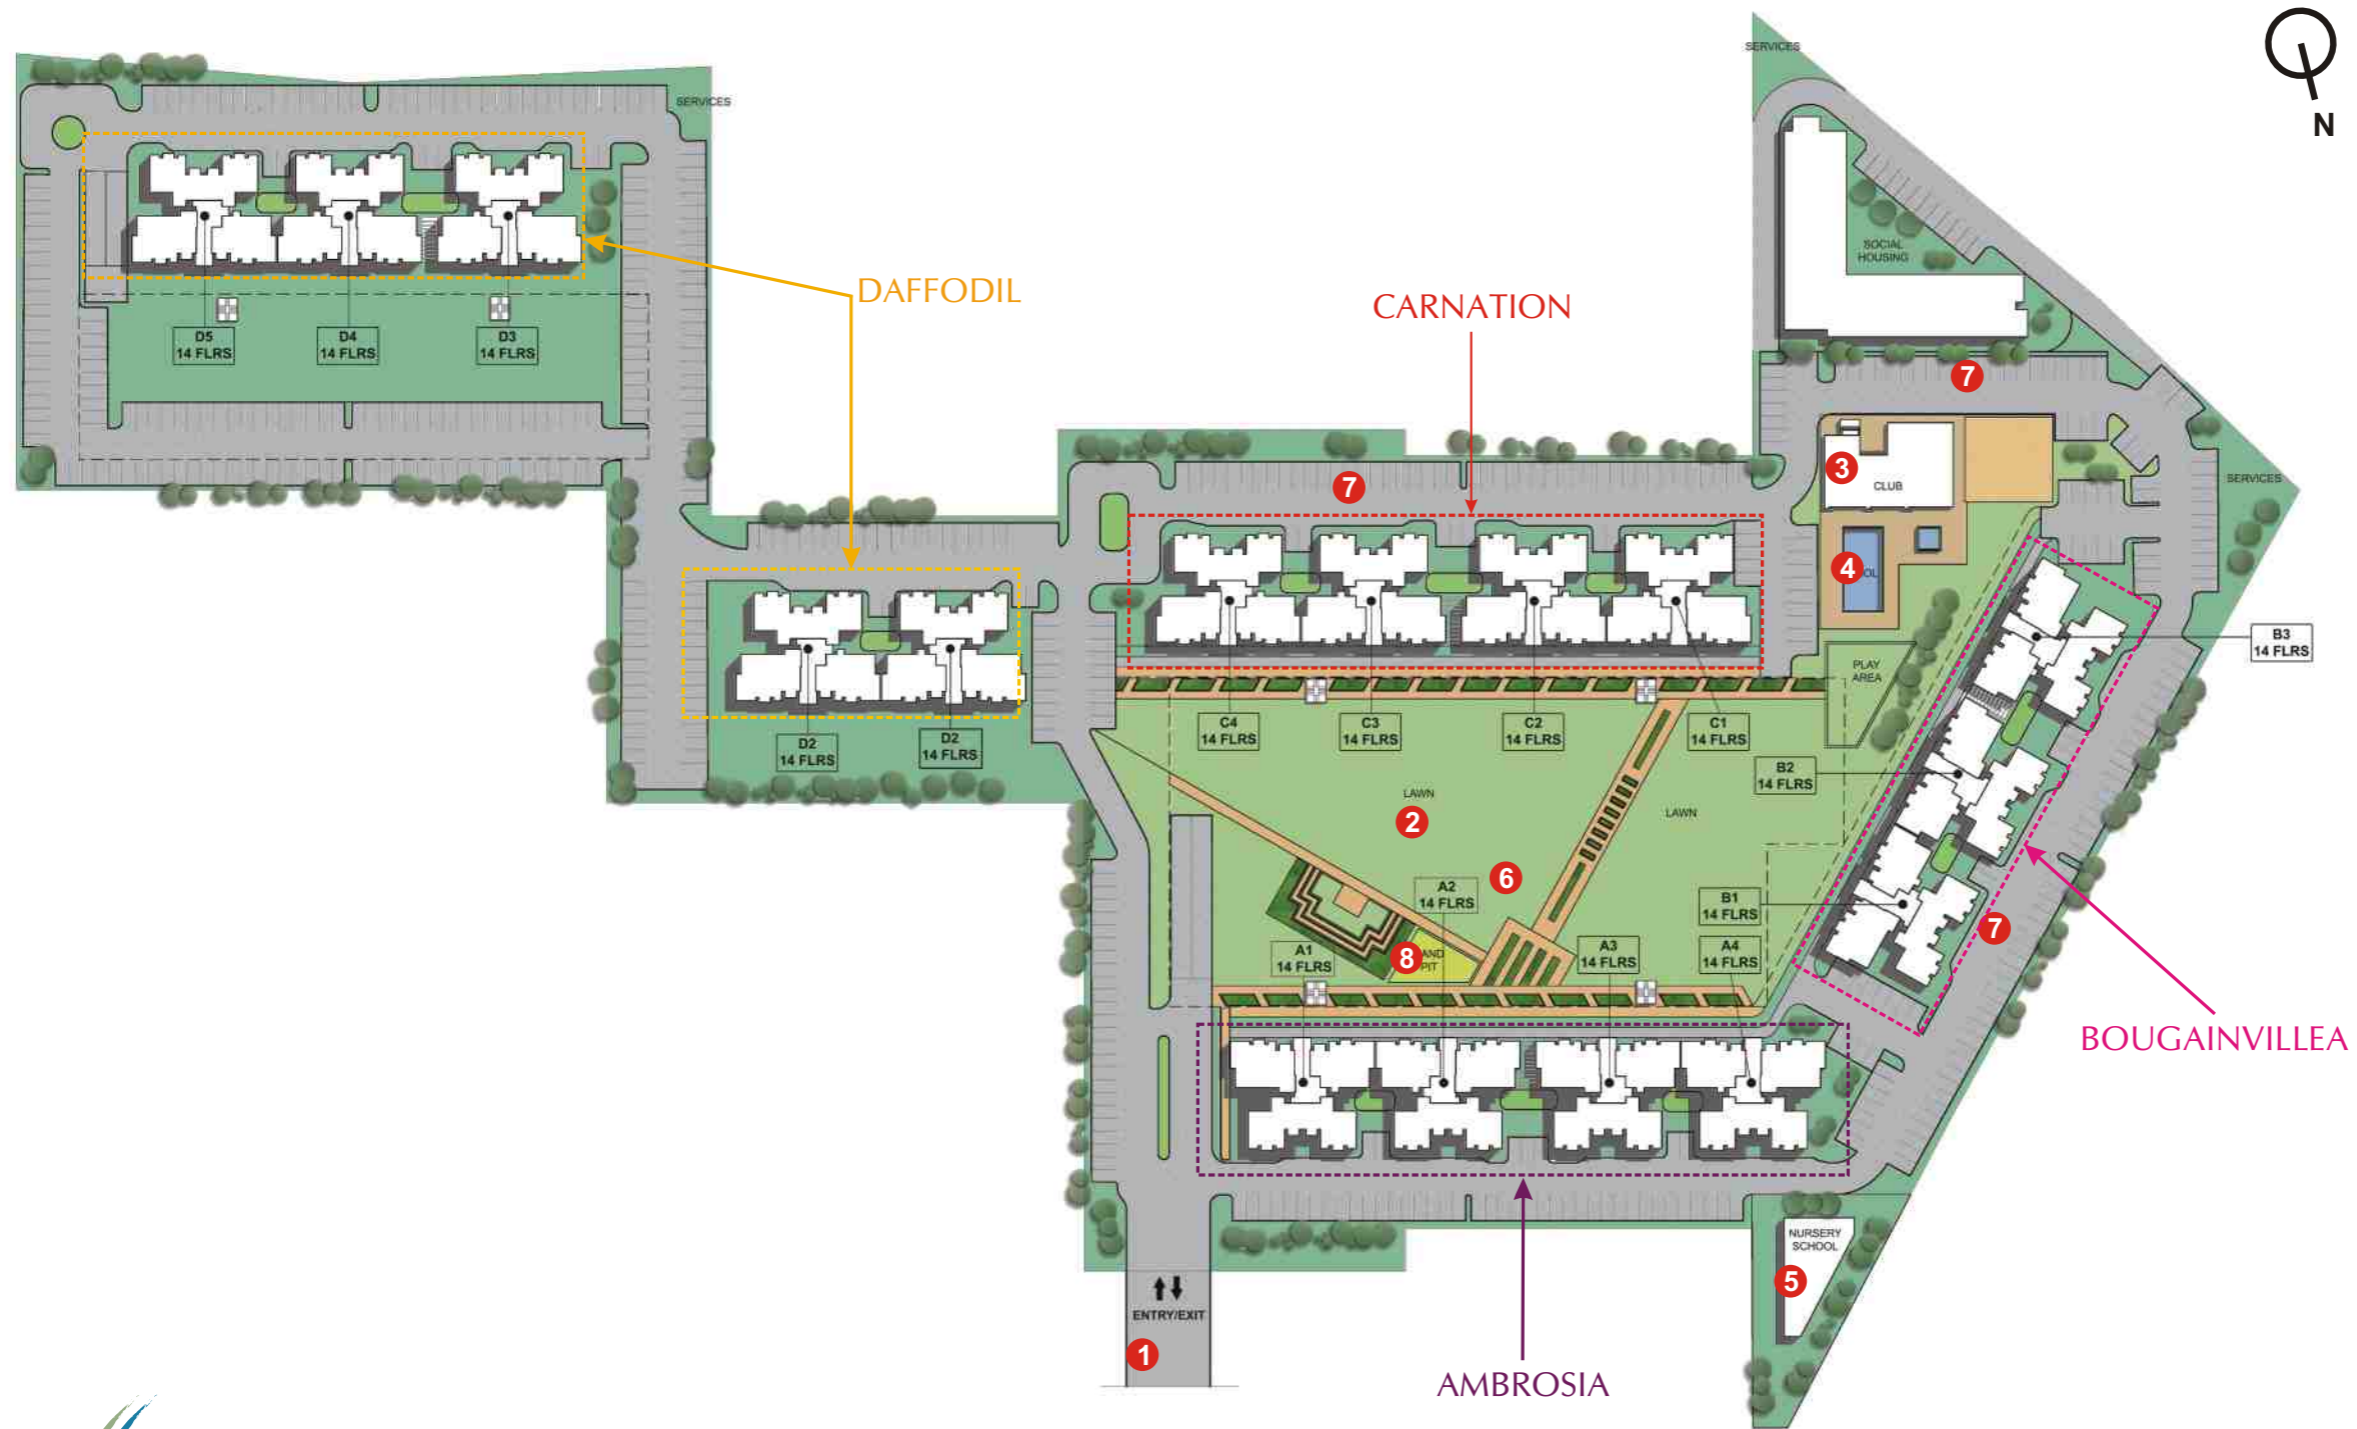 SERVICES
N
SERVICES
SOCIAL
HOUSING
DAFFODIL
CARNATION
D5
14 FLRS
D4
14 FLRS
D3
14 FLRS
7
7
3
CLUB
SERVICES
4
PLAY
AREA
B3
14 FLRS
D2
14 FLRS
D2
14 FLRS
C4
14 FLRS
C3
14 FLRS
C2
14 FLRS
C1
14 FLRS
B2
14 FLRS
LAWN
2
LAWN
6
A2
14 FLRS
B1
14 FLRS
7
A1
14 FLRS
8
PIT
A3
14 FLRS
A4
14 FLRS
BOUGAINVILLEA
NURSERY
SCHOOL
5
ENTRY/EXIT
1
AMBROSIA